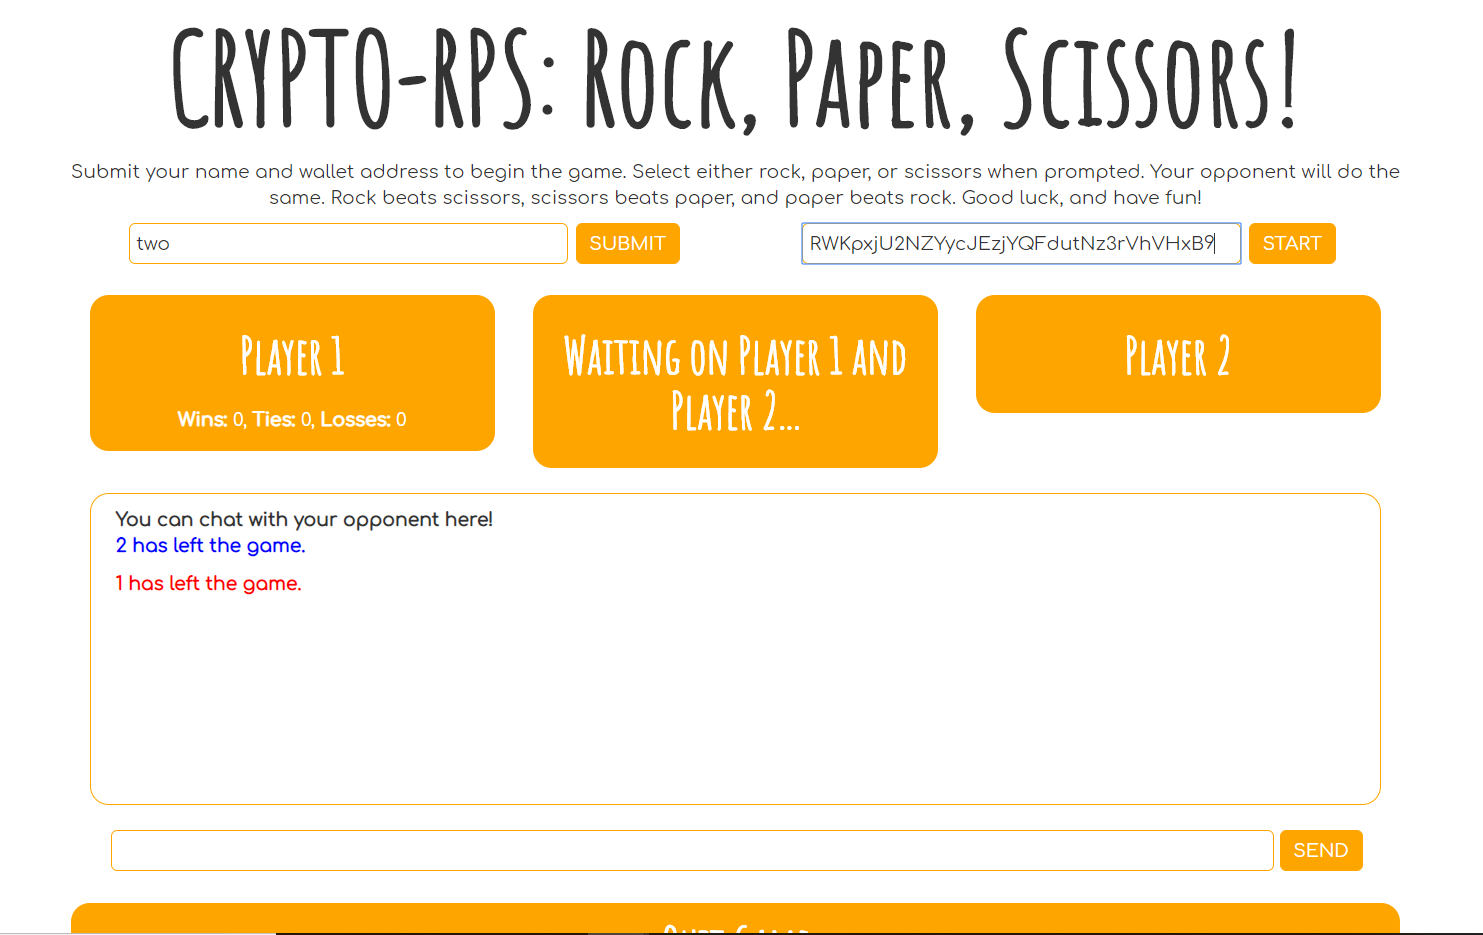 CRYPTO-RPS: Rock, Paper, Scissors!
Submit your name and wallet address to begin the game. Select either rock, paper, or scissors when prompted. Your opponent will do the
same. Rock beats scissors, scissors beats paper, and paper beats rock. Good luck, and have fun!
two SUBMIT RWKpxjU2NZYycJEzjYQFdutNz3rVhVHxB9 START
Player 1
Wins: 0, Ties: 0, Losses: 0
Waiting on Player 1 and
Player 2...
Player 2
You can chat with your opponent here!
2 has left the game.
1 has left the game.
SEND
Quit Game